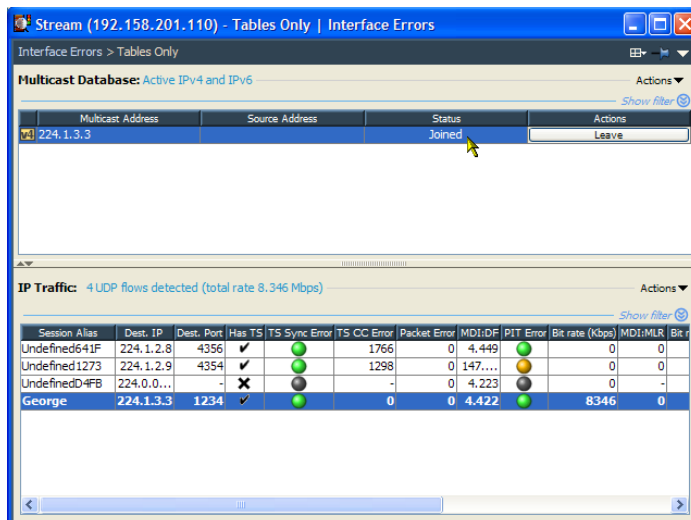 Stream (192.158.201.110) - Tables Only | Interface Errors
Interface Errors > Tables Only
Multicast Database: Active IPv4 and IPv6 Actions
Show filter
Multicast Address Source Address Status Actions
v4 224.1.3.3 Joined Leave
IP Traffic: 4 UDP flows detected (total rate 8.346 Mbps) Actions
Show filter
Session Alias Dest. IP Dest. Port Has TS TS Sync Error TS CC Error Packet Error MDI:DF PIT Error Bit rate (Kbps) MDI:MLR Bit r
Undefined641F 224.1.2.8 4356 ✔ 1766 0 4.449 0 0
Undefined1273 224.1.2.9 4354 ✔ 1298 0 147.... 0 0
UndefinedD4FB 224.0.0... - ✖ - 0 4.223 0 -
George 224.1.3.3 1234 ✔ 0 0 4.422 8346 0